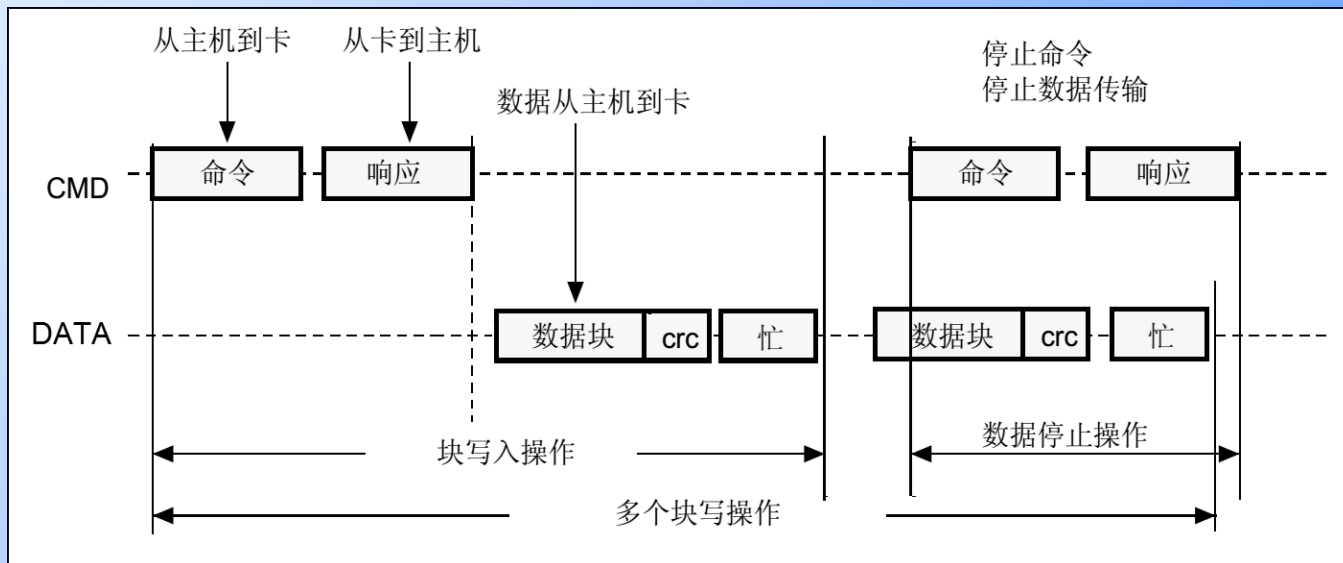 从主机到卡
从卡到主机
停止命令
停止数据传输
数据从主机到卡
CMD
命令
响应
命令
响应
DATA
数据块
crc
忙
数据块
crc
忙
块写入操作
数据停止操作
多个块写操作